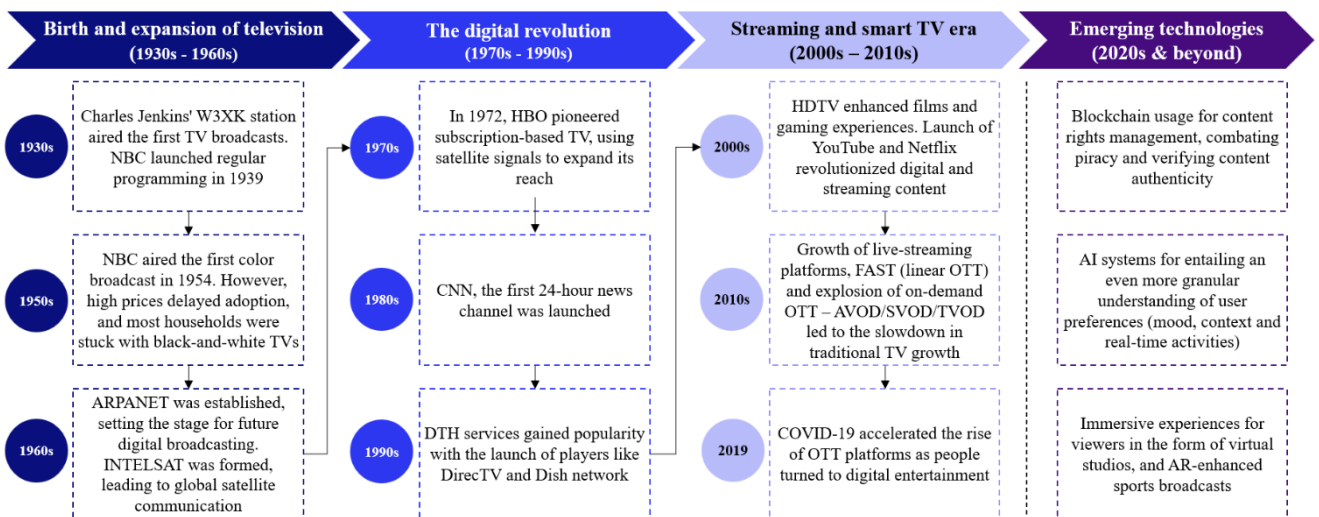 Birth and expansion of television
(1930s - 1960s)
The digital revolution
(1970s - 1990s)
Streaming and smart TV era
(2000s – 2010s)
Emerging technologies
(2020s & beyond)
1930s
Charles Jenkins' W3XK station
aired the first TV broadcasts.
NBC launched regular
programming in 1939
1950s
NBC aired the first color
broadcast in 1954. However,
high prices delayed adoption,
and most households were
stuck with black-and-white TVs
1960s
ARPANET was established,
setting the stage for future
digital broadcasting.
INTELSAT was formed,
leading to global satellite
communication
1970s
In 1972, HBO pioneered
subscription-based TV, using
satellite signals to expand its
reach
1980s
CNN, the first 24-hour news
channel was launched
1990s
DTH services gained popularity
with the launch of players like
DirecTV and Dish network
2000s
HDTV enhanced films and
gaming experiences. Launch of
YouTube and Netflix
revolutionized digital and
streaming content
2010s
Growth of live-streaming
platforms, FAST (linear OTT)
and explosion of on-demand
OTT – AVOD/SVOD/TVOD
led to the slowdown in
traditional TV growth
2019
COVID-19 accelerated the rise
of OTT platforms as people
turned to digital entertainment
Blockchain usage for content
rights management, combating
piracy and verifying content
authenticity
AI systems for entailing an
even more granular
understanding of user
preferences (mood, context and
real-time activities)
Immersive experiences for
viewers in the form of virtual
studios, and AR-enhanced
sports broadcasts